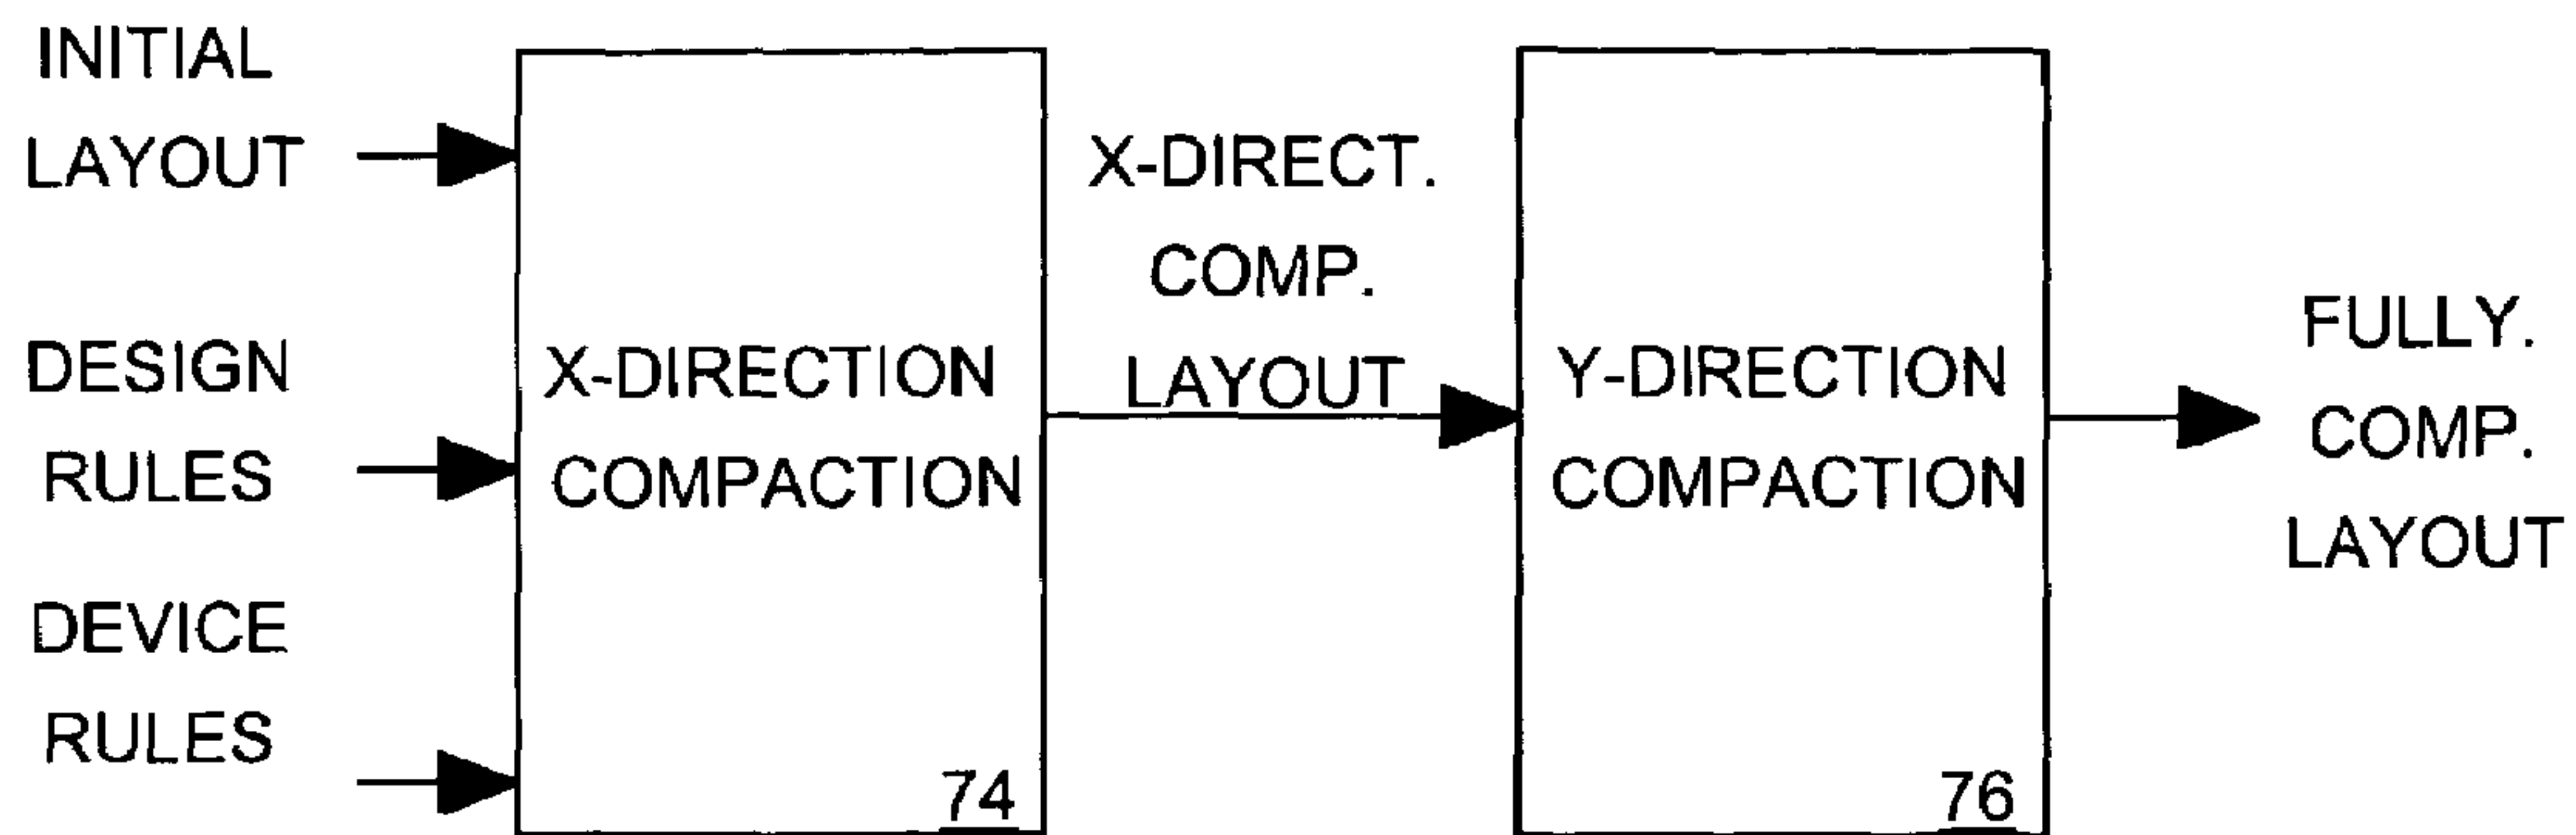 INITIAL
LAYOUT
DESIGN
RULES
DEVICE
RULES
X-DIRECTION
COMPACTION
74
X-DIRECT.
COMP.
LAYOUT
Y-DIRECTION
COMPACTION
76
FULLY.
COMP.
LAYOUT